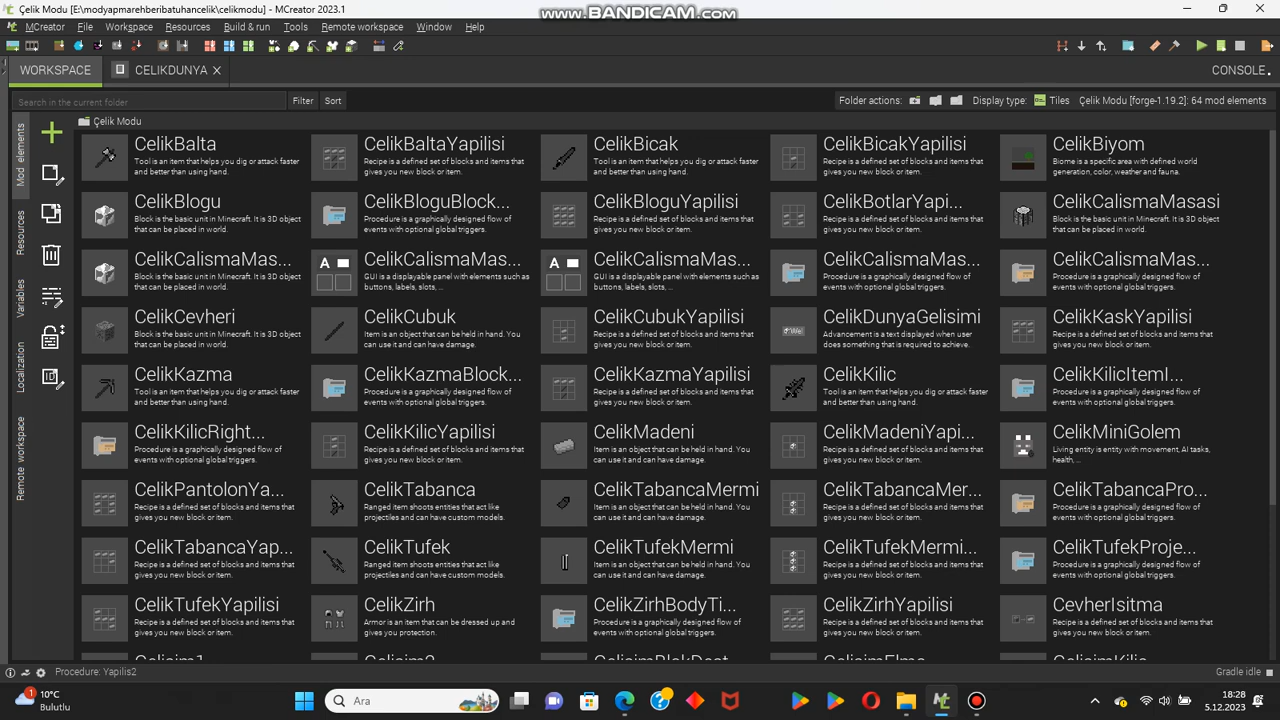 Çelik Modu [E:\modyapmarehberibatuhancelik\celikmodu] - MCreator 2023.1
www.BANDICAM.com
MCreator File Workspace Resources Build & run Tools Remote workspace Window Help
WORKSPACE CELIKDUNYA CONSOLE
Search in the current folder Filter Sort Folder actions: Display type: Tiles Çelik Modu [forge-1.19.2]: 64 mod elements
Mod elements
Resources
Variables
Localization
Remote workspace
Çelik Modu
CelikBalta
Tool is an item that helps you dig or attack faster
and better than using hand.
CelikBaltaYapilisi
Recipe is a defined set of blocks and items that
gives you new block or item.
CelikBicak
Tool is an item that helps you dig or attack faster
and better than using hand.
CelikBicakYapilisi
Recipe is a defined set of blocks and items that
gives you new block or item.
CelikBiyom
Biome is a specific area with defined world
generation, color, weather and fauna.
CelikBlogu
Block is the basic unit in Minecraft. It is 3D object
that can be placed in world.
CelikBloguBlock...
Procedure is a graphically designed flow of
events with optional global triggers.
CelikBloguYapilisi
Recipe is a defined set of blocks and items that
gives you new block or item.
CelikBotlarYapi...
Recipe is a defined set of blocks and items that
gives you new block or item.
CelikCalismaMasasi
Block is the basic unit in Minecraft. It is 3D object
that can be placed in world.
CelikCalismaMas...
Block is the basic unit in Minecraft. It is 3D object
that can be placed in world.
CelikCalismaMas...
GUI is a displayable panel with elements such as
buttons, labels, slots, ...
CelikCalismaMas...
GUI is a displayable panel with elements such as
buttons, labels, slots, ...
CelikCalismaMas...
Procedure is a graphically designed flow of
events with optional global triggers.
CelikCalismaMas...
Procedure is a graphically designed flow of
events with optional global triggers.
CelikCevheri
Block is the basic unit in Minecraft. It is 3D object
that can be placed in world.
CelikCubuk
Item is an object that can be held in hand. You
can use it and can have damage.
CelikCubukYapilisi
Recipe is a defined set of blocks and items that
gives you new block or item.
CelikDunyaGelisimi
Advancement is a text displayed when user
does something that is required to achieve.
CelikKaskYapilisi
Recipe is a defined set of blocks and items that
gives you new block or item.
CelikKazma
Tool is an item that helps you dig or attack faster
and better than using hand.
CelikKazmaBlock...
Procedure is a graphically designed flow of
events with optional global triggers.
CelikKazmaYapilisi
Recipe is a defined set of blocks and items that
gives you new block or item.
CelikKilic
Tool is an item that helps you dig or attack faster
and better than using hand.
CelikKilicItemI...
Procedure is a graphically designed flow of
events with optional global triggers.
CelikKilicRight...
Procedure is a graphically designed flow of
events with optional global triggers.
CelikKilicYapilisi
Recipe is a defined set of blocks and items that
gives you new block or item.
CelikMadeni
Item is an object that can be held in hand. You
can use it and can have damage.
CelikMadeniYapi...
Recipe is a defined set of blocks and items that
gives you new block or item.
CelikMiniGolem
Living entity is entity with movement, AI tasks,
health, ...
CelikPantolonYa...
Recipe is a defined set of blocks and items that
gives you new block or item.
CelikTabanca
Ranged item shoots entities that act like
projectiles and can have custom models.
CelikTabancaMermi
Item is an object that can be held in hand. You
can use it and can have damage.
CelikTabancaMer...
Recipe is a defined set of blocks and items that
gives you new block or item.
CelikTabancaPro...
Procedure is a graphically designed flow of
events with optional global triggers.
CelikTabancaYap...
Recipe is a defined set of blocks and items that
gives you new block or item.
CelikTufek
Ranged item shoots entities that act like
projectiles and can have custom models.
CelikTufekMermi
Item is an object that can be held in hand. You
can use it and can have damage.
CelikTufekMermi...
Recipe is a defined set of blocks and items that
gives you new block or item.
CelikTufekProje...
Procedure is a graphically designed flow of
events with optional global triggers.
CelikTufekYapilisi
Recipe is a defined set of blocks and items that
gives you new block or item.
CelikZirh
Armor is an item that can be dressed up and
gives you protection.
CelikZirhBodyTi...
Procedure is a graphically designed flow of
events with optional global triggers.
CelikZirhYapilisi
Recipe is a defined set of blocks and items that
gives you new block or item.
CevherIsitma
Recipe is a defined set of blocks and items that
gives you new block or item.
Procedure: Yapilis2 Gradle idle
1 10°C
Bulutlu
Ara
18:28
5.12.2023